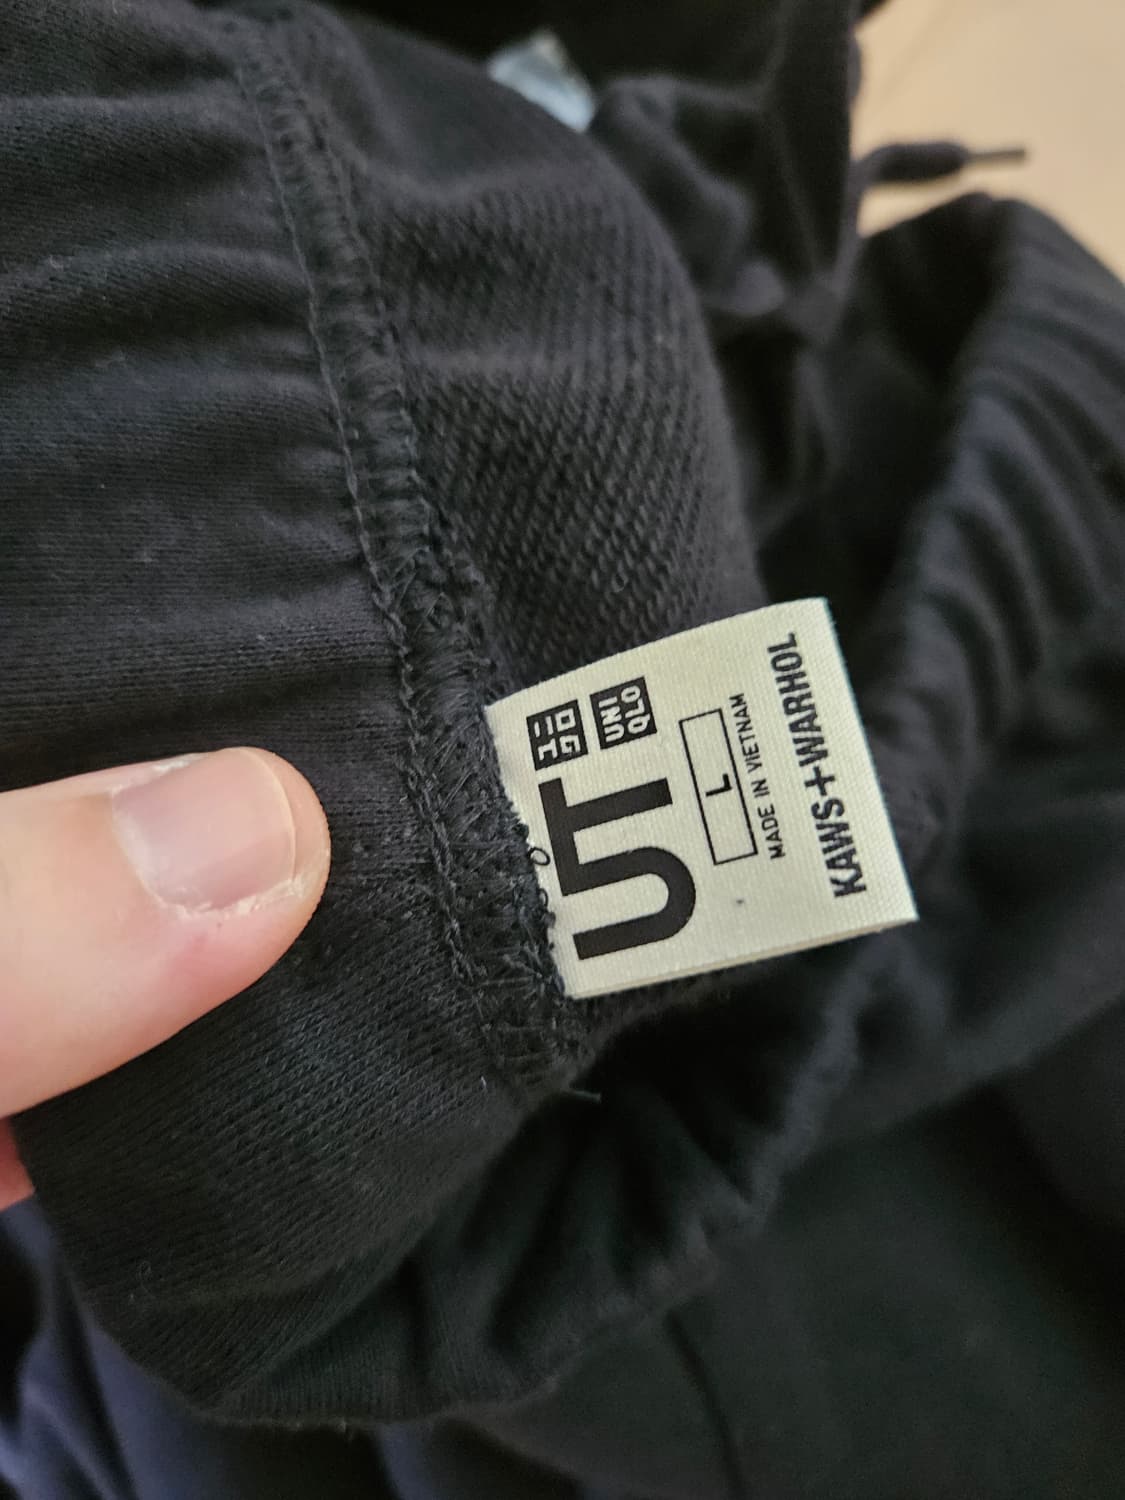 ユニ
クロ
UNI
QLO
UT
L
MADE IN VIETNAM
KAWS+WARHOL